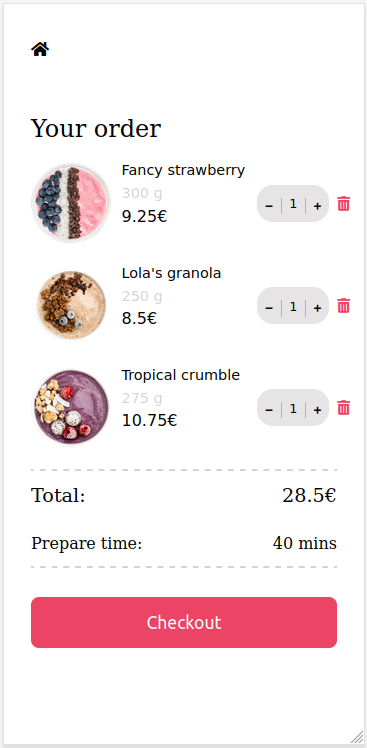 Your order
Fancy strawberry
300 g
9.25€
− 1 +
Lola's granola
250 g
8.5€
− 1 +
Tropical crumble
275 g
10.75€
− 1 +
Total: 28.5€
Prepare time: 40 mins
Checkout